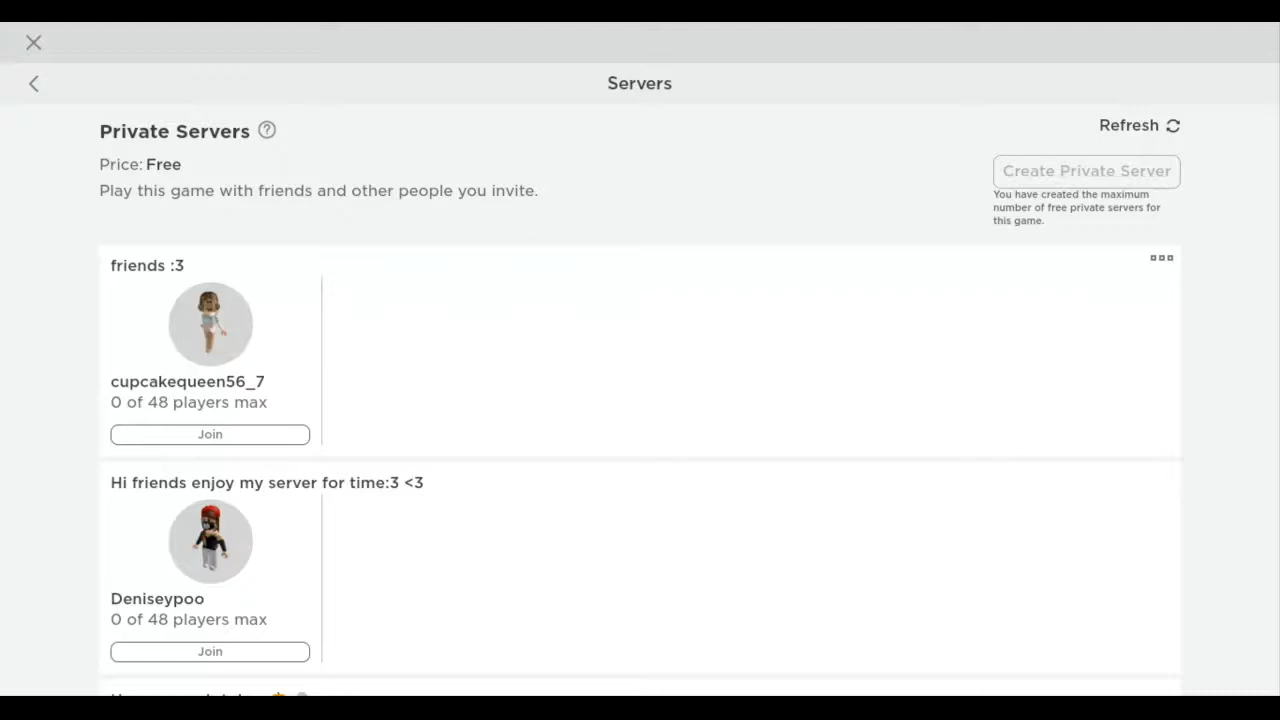 Servers
Private Servers
Refresh
Price: Free
Create Private Server
Play this game with friends and other people you invite.
You have created the maximum
number of free private servers for
this game.
friends :3
cupcakequeen56_7
0 of 48 players max
Join
Hi friends enjoy my server for time:3 <3
Deniseypoo
0 of 48 players max
Join